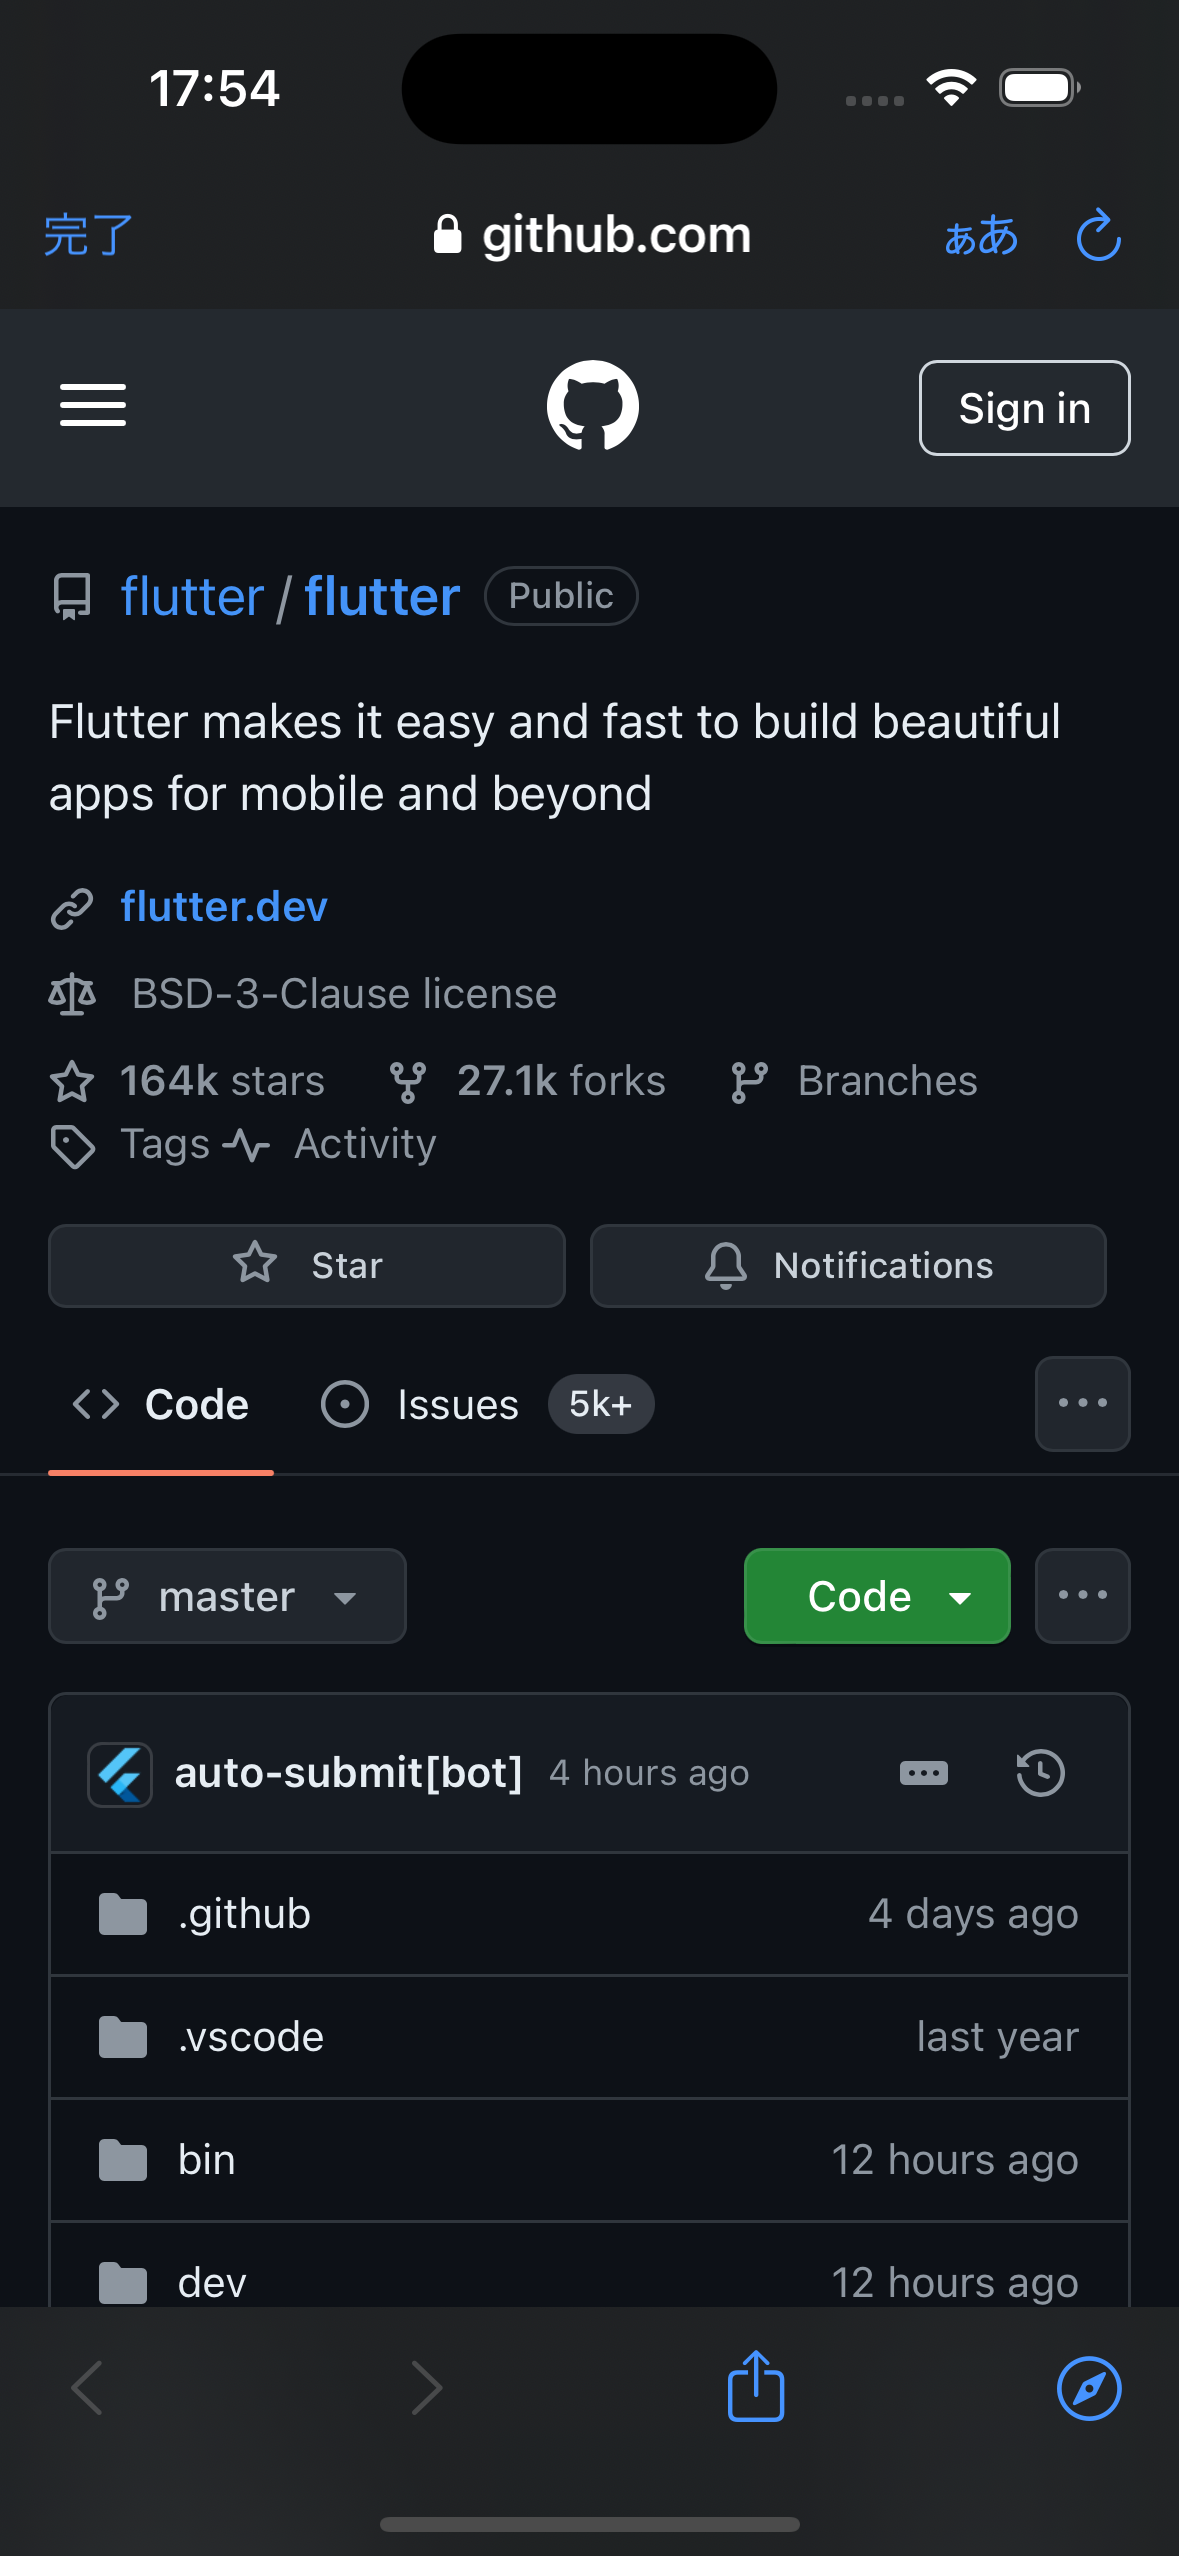 17:54
完了 github.com ぁあ
Sign in
flutter / flutter Public
Flutter makes it easy and fast to build beautiful
apps for mobile and beyond
flutter.dev
BSD-3-Clause license
164k stars 27.1k forks Branches
Tags Activity
Star Notifications
Code Issues 5k+
master Code
auto-submit[bot] 4 hours ago
.github 4 days ago
.vscode last year
bin 12 hours ago
dev 12 hours ago